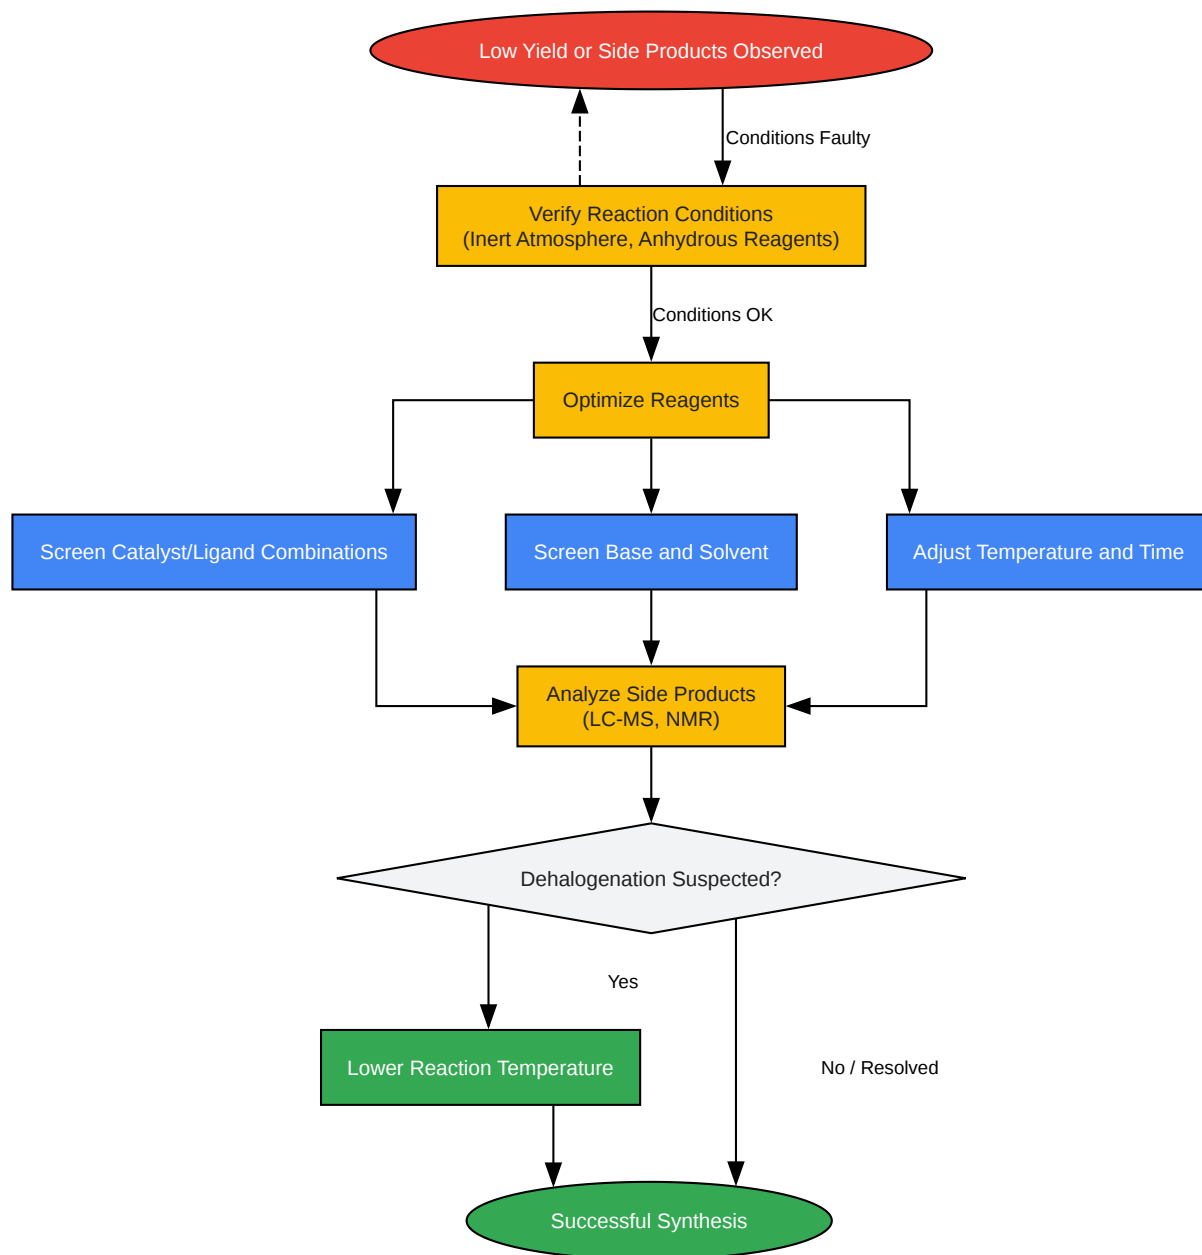 Low Yield or Side Products Observed
Conditions Faulty
Verify Reaction Conditions
(Inert Atmosphere, Anhydrous Reagents)
Conditions OK
Optimize Reagents
Screen Catalyst/Ligand Combinations
Screen Base and Solvent
Adjust Temperature and Time
Analyze Side Products
(LC-MS, NMR)
Dehalogenation Suspected?
Yes
Lower Reaction Temperature
No / Resolved
Successful Synthesis